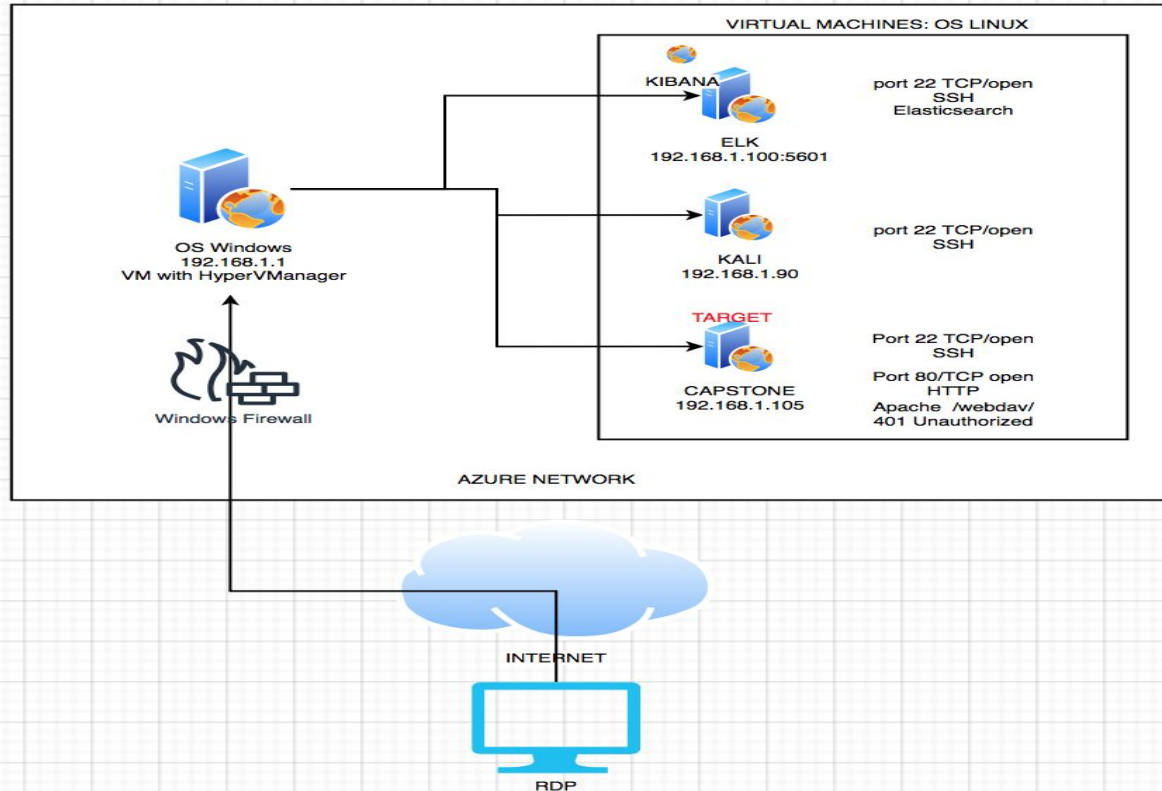 VIRTUAL MACHINES: OS LINUX
KIBANA
port 22 TCP/open
SSH
Elasticsearch
ELK
192.168.1.100:5601
OS Windows
192.168.1.1
VM with HyperVManager
KALI
192.168.1.90
port 22 TCP/open
SSH
TARGET
CAPSTONE
192.168.1.105
Port 22 TCP/open
SSH
Port 80/TCP open
HTTP
Apache /webdav/
401 Unauthorized
Windows Firewall
AZURE NETWORK
INTERNET
RDP